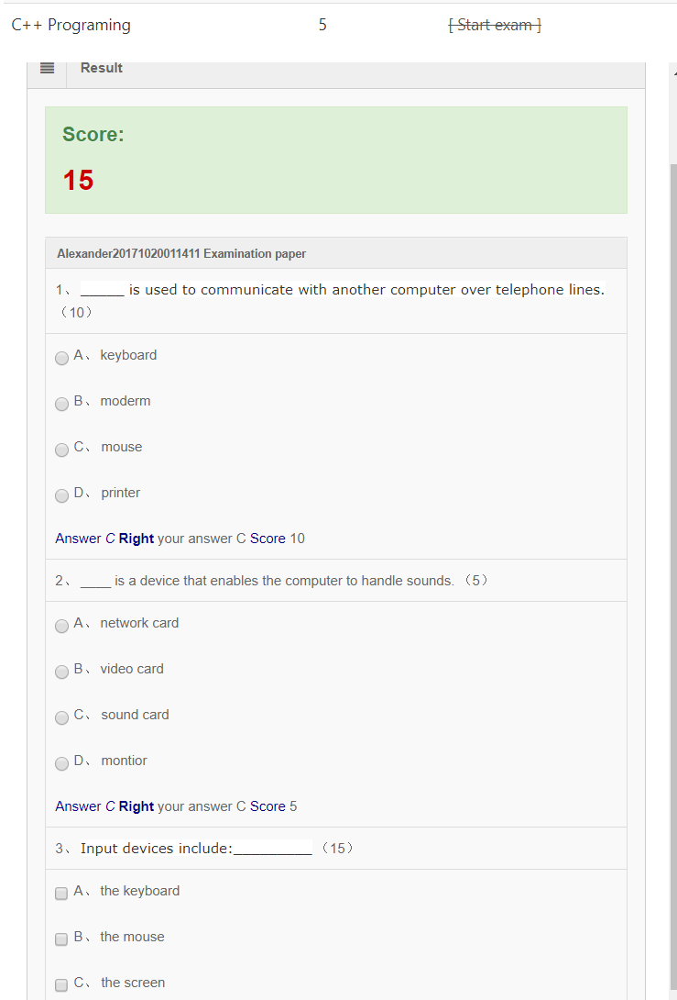 C++ Programing 5 [ Start exam ]
Result
Score:
15
Alexander20171020011411 Examination paper
1、 _____ is used to communicate with another computer over telephone lines.
（10）
A、 keyboard
B、 moderm
C、 mouse
D、 printer
Answer C Right your answer C Score 10
2、 ____ is a device that enables the computer to handle sounds. （5）
A、 network card
B、 video card
C、 sound card
D、 montior
Answer C Right your answer C Score 5
3、 Input devices include:_________ （15）
A、 the keyboard
B、 the mouse
C、 the screen